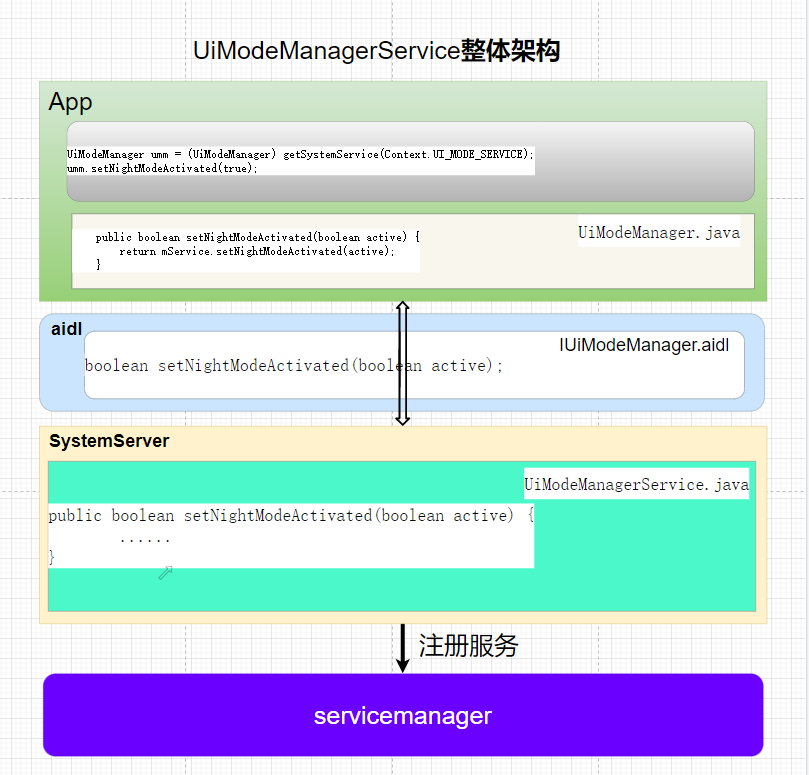 UiModeManagerService整体架构
App
UiModeManager umm = (UiModeManager) getSystemService(Context.UI_MODE_SERVICE);
umm.setNightModeActivated(true);
UiModeManager.java
public boolean setNightModeActivated(boolean active) {
return mService.setNightModeActivated(active);
}
aidl
IUiModeManager.aidl
boolean setNightModeActivated(boolean active);
SystemServer
UiModeManagerService.java
public boolean setNightModeActivated(boolean active) {
......
}
注册服务
servicemanager